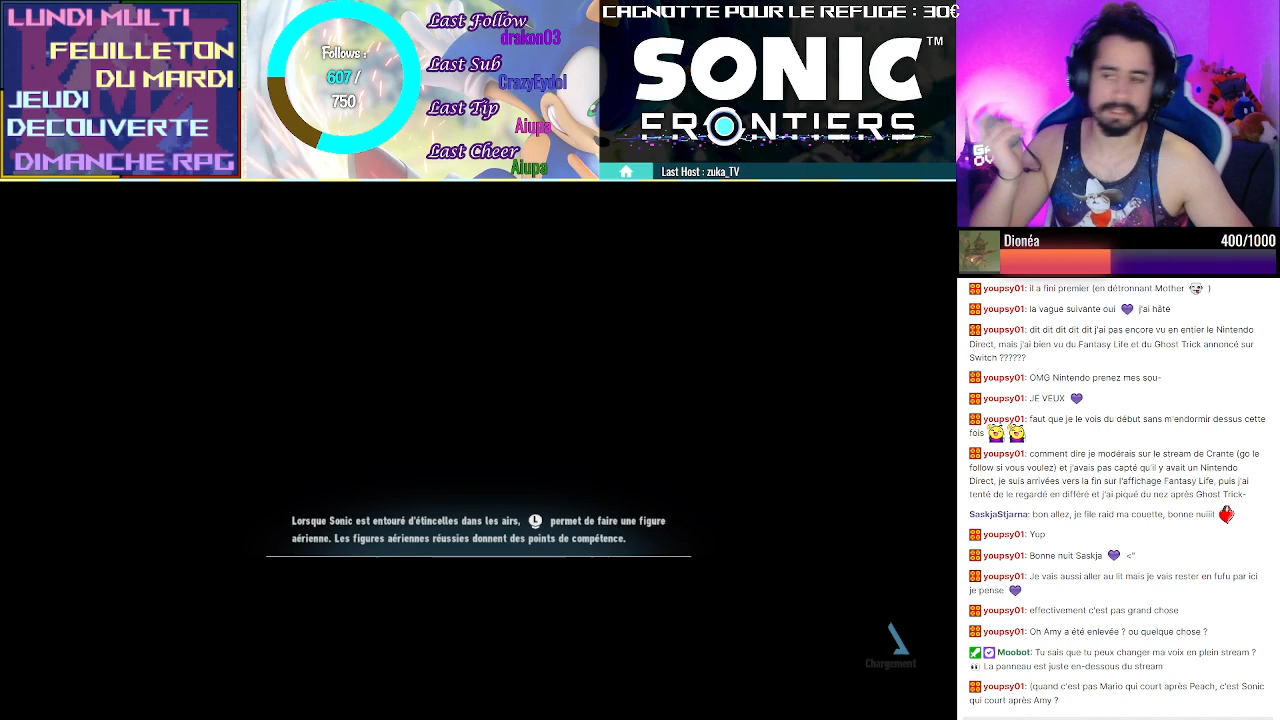 LUNDI MULTI
FEUILLETON
DU MARDI
JEUDI
DECOUVERTE
DIMANCHE RPG
Follows :
607 /
750
Last Follow
drakon03
Last Sub
CrazyEydol
Last Tip
Aiupa
Last Cheer
Aiupa
CAGNOTTE POUR LE REFUGE : 30€
SONIC™
FRONTIERS
Last Host : zuka_TV
Dionéa 400/1000
youpsy01: il a fini premier (en détronnant Mother )
youpsy01: la vague suivante oui j'ai hâte
youpsy01: dit dit dit dit dit j'ai pas encore vu en entier le Nintendo
Direct, mais j'ai bien vu du Fantasy Life et du Ghost Trick annoncé sur
Switch ??????
youpsy01: OMG Nintendo prenez mes sou-
youpsy01: JE VEUX
youpsy01: faut que je le vois du début sans m'endormir dessus cette
fois
youpsy01: comment dire je modérais sur le stream de Crante (go le
follow si vous voulez) et j'avais pas capté qu'il y avait un Nintendo
Direct, je suis arrivées vers la fin sur l'affichage Fantasy Life, puis j'ai
tenté de le regardé en différé et j'ai piqué du nez après Ghost Trick-
SaskjaStjarna: bon allez, je file raid ma couette, bonne nuiiit
youpsy01: Yup
youpsy01: Bonne nuit Saskja <"
youpsy01: Je vais aussi aller au lit mais je vais rester en fufu par ici
je pense
youpsy01: effectivement c'est pas grand chose
youpsy01: Oh Amy a été enlevée ? ou quelque chose ?
Moobot: Tu sais que tu peux changer ma voix en plein stream ?
La panneau est juste en-dessous du stream
youpsy01: (quand c'est pas Mario qui court après Peach, c'est Sonic
qui court après Amy ?
Lorsque Sonic est entouré d'étincelles dans les airs, L permet de faire une figure
aérienne. Les figures aériennes réussies donnent des points de compétence.
Chargement